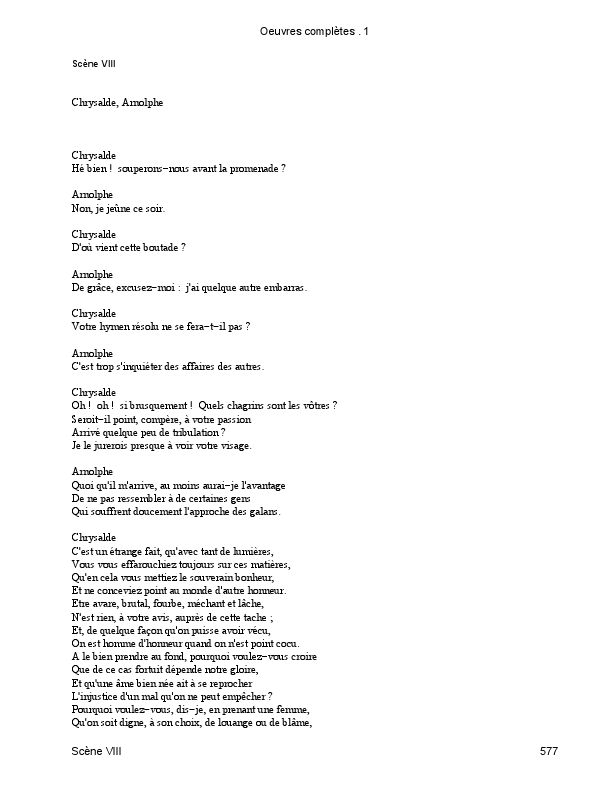 Oeuvres complètes . 1
Scène VIII
Chrysalde, Arnolphe
Chrysalde
Hé bien !  souperons−nous avant la promenade ?
Arnolphe
Non, je jeûne ce soir.
Chrysalde
D'où vient cette boutade ?
Arnolphe
De grâce, excusez−moi :  j'ai quelque autre embarras.
Chrysalde
Votre hymen résolu ne se fera−t−il pas ?
Arnolphe
C'est trop s'inquiéter des affaires des autres.
Chrysalde
Oh !  oh !  si brusquement !  Quels chagrins sont les vôtres ?
Seroit−il point, compère, à votre passion
Arrivé quelque peu de tribulation ?
Je le jurerois presque à voir votre visage.
Arnolphe
Quoi qu'il m'arrive, au moins aurai−je l'avantage
De ne pas ressembler à de certaines gens
Qui souffrent doucement l'approche des galans.
Chrysalde
C'est un étrange fait, qu'avec tant de lumières,
Vous vous effarouchiez toujours sur ces matières,
Qu'en cela vous mettiez le souverain bonheur,
Et ne conceviez point au monde d'autre honneur.
Etre avare, brutal, fourbe, méchant et lâche,
N'est rien, à votre avis, auprès de cette tache ;
Et, de quelque façon qu'on puisse avoir vécu,
On est homme d'honneur quand on n'est point cocu.
A le bien prendre au fond, pourquoi voulez−vous croire
Que de ce cas fortuit dépende notre gloire,
Et qu'une âme bien née ait à se reprocher
L'injustice d'un mal qu'on ne peut empêcher ?
Pourquoi voulez−vous, dis−je, en prenant une femme,
Qu'on soit digne, à son choix, de louange ou de blâme,
Scène VIII
577